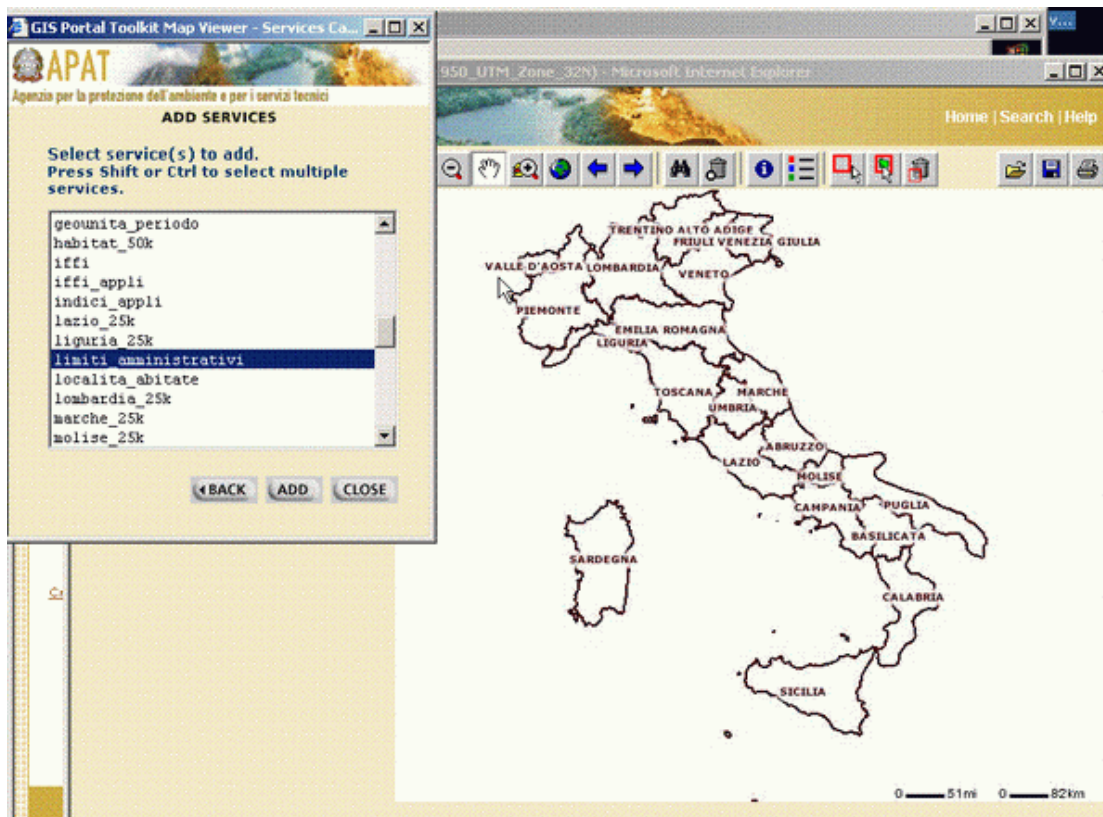 GIS Portal Toolkit Map Viewer - Services Ca...
APAT
Agenzia per la protezione dell'ambiente e per i servizi tecnici
ADD SERVICES
Select service(s) to add.
Press Shift or Ctrl to select multiple
services.
geounita_periodo
habitat_50k
iffi
iffi_appli
indici_appli
lazio_25k
liguria_25k
limiti_amministrativi
localita_abitate
lombardia_25k
marche_25k
molise_25k
BACK ADD CLOSE
V...
950_UTM_Zone_32N) - Microsoft Internet Explorer
Home | Search | Help
TRENTINO ALTO ADIGE
FRIULI VENEZIA GIULIA
VALLE D'AOSTA LOMBARDIA
VENETO
PIEMONTE
EMILIA ROMAGNA
LIGURIA
TOSCANA MARCHE
UMBRIA
ABRUZZO
LAZIO
MOLISE
CAMPANIA PUGLIA
BASILICATA
SARDEGNA
CALABRIA
SICILIA
0 51mi 0 82km